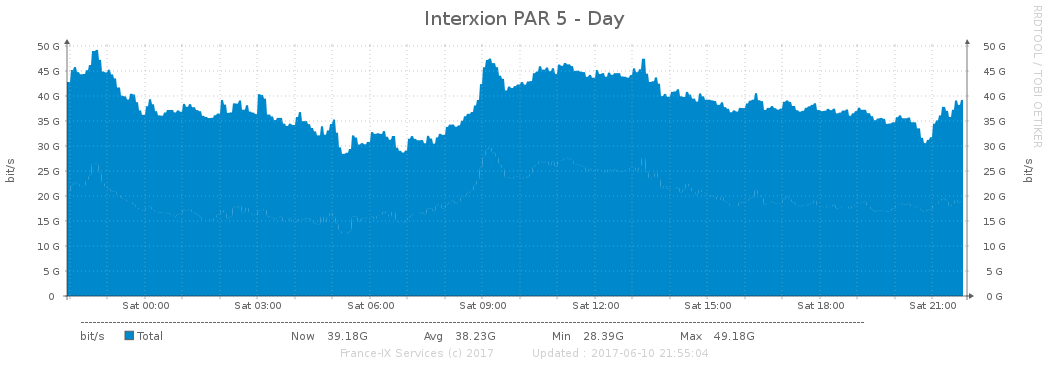 Interxion PAR 5 - Day
RRDTOOL / TOBI OETIKER
bit/s
50 G 50 G
45 G 45 G
40 G 40 G
35 G 35 G
30 G 30 G
25 G 25 G
20 G 20 G
15 G 15 G
10 G 10 G
5 G 5 G
0 0 G
bit/s
Sat 00:00 Sat 03:00 Sat 06:00 Sat 09:00 Sat 12:00 Sat 15:00 Sat 18:00 Sat 21:00
bit/s Total Now 39.18G Avg 38.23G Min 28.39G Max 49.18G
France-IX Services (c) 2017 Updated : 2017-06-10 21:55:04